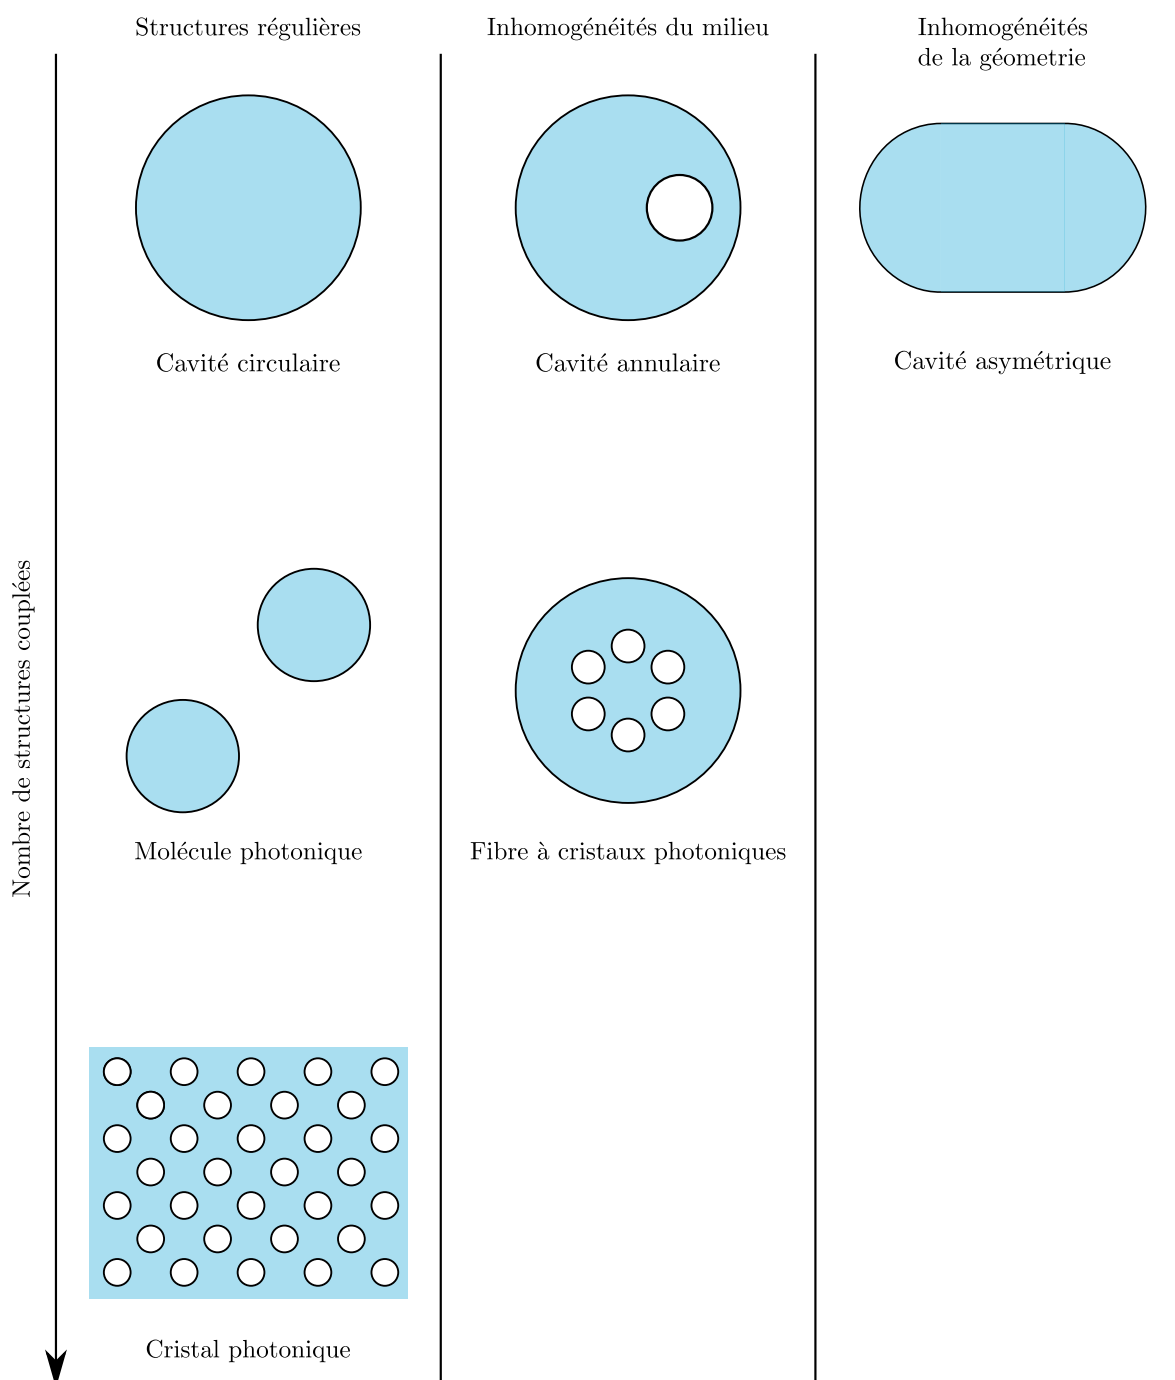 Structures régulières
Inhomogénéités du milieu
Inhomogénéités
de la géometrie
Cavité circulaire
Cavité annulaire
Cavité asymétrique
Nombre de structures couplées
Molécule photonique
Fibre à cristaux photoniques
Cristal photonique